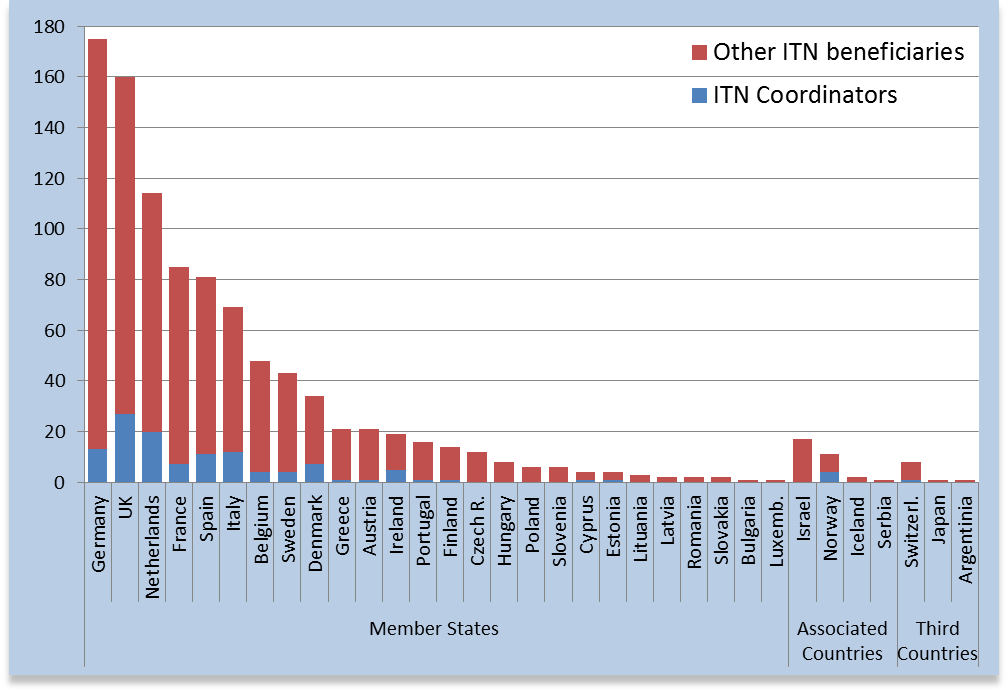 180
160
140
120
100
80
60
40
20
0
Other ITN beneficiaries
ITN Coordinators
Germany
UK
Netherlands
France
Spain
Italy
Belgium
Sweden
Denmark
Greece
Austria
Ireland
Portugal
Finland
Czech R.
Hungary
Poland
Slovenia
Cyprus
Estonia
Lituania
Latvia
Romania
Slovakia
Bulgaria
Luxemb.
Israel
Norway
Iceland
Serbia
Switzerl.
Japan
Argentinia
Member States
Associated
Countries
Third
Countries